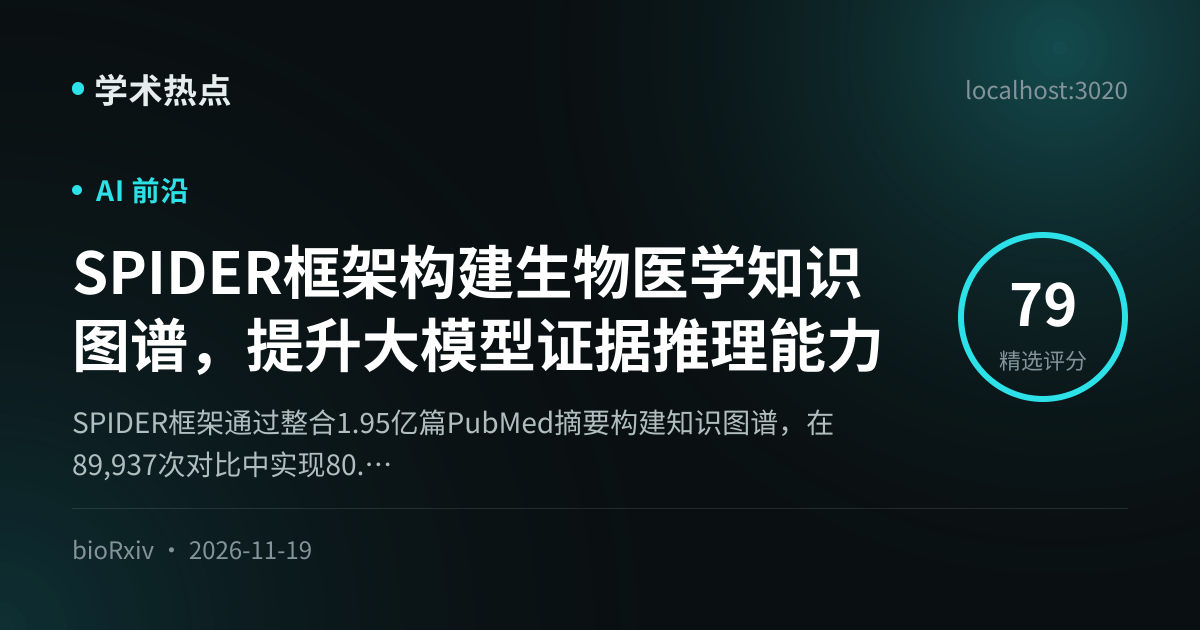 学术热点
localhost:3020
AI 前沿
SPIDER框架构建生物医学知识
图谱，提升大模型证据推理能力
79
精选评分
SPIDER框架通过整合1.95亿篇PubMed摘要构建知识图谱，在
89,937次对比中实现80.…
bioRxiv · 2026-11-19